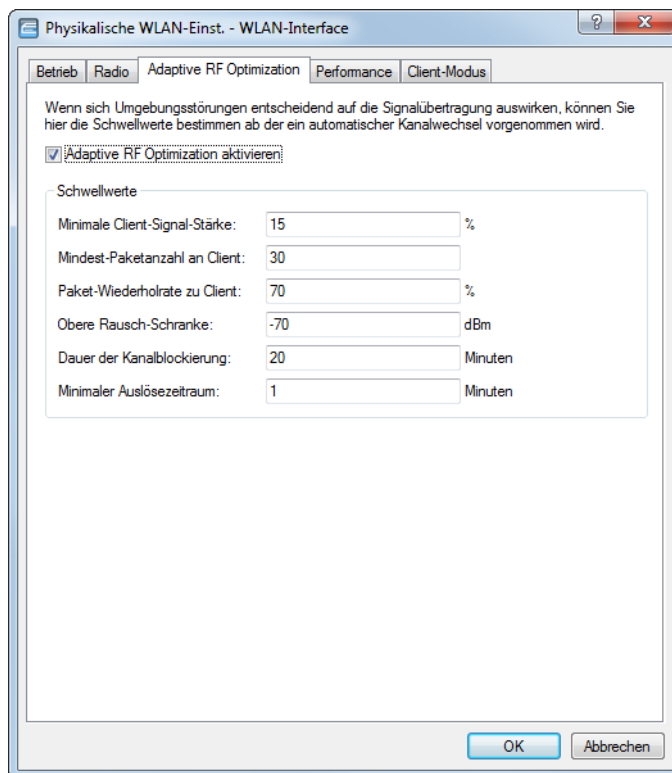 Physikalische WLAN-Einst. - WLAN-Interface
Betrieb Radio Adaptive RF Optimization Performance Client-Modus
Wenn sich Umgebungsstörungen entscheidend auf die Signalübertragung auswirken, können Sie
hier die Schwellwerte bestimmen ab der ein automatischer Kanalwechsel vorgenommen wird.
Adaptive RF Optimization aktivieren
Schwellwerte
Minimale Client-Signal-Stärke: 15 %
Mindest-Paketanzahl an Client: 30
Paket-Wiederholrate zu Client: 70 %
Obere Rausch-Schranke: -70 dBm
Dauer der Kanalblockierung: 20 Minuten
Minimaler Auslösezeitraum: 1 Minuten
OK Abbrechen